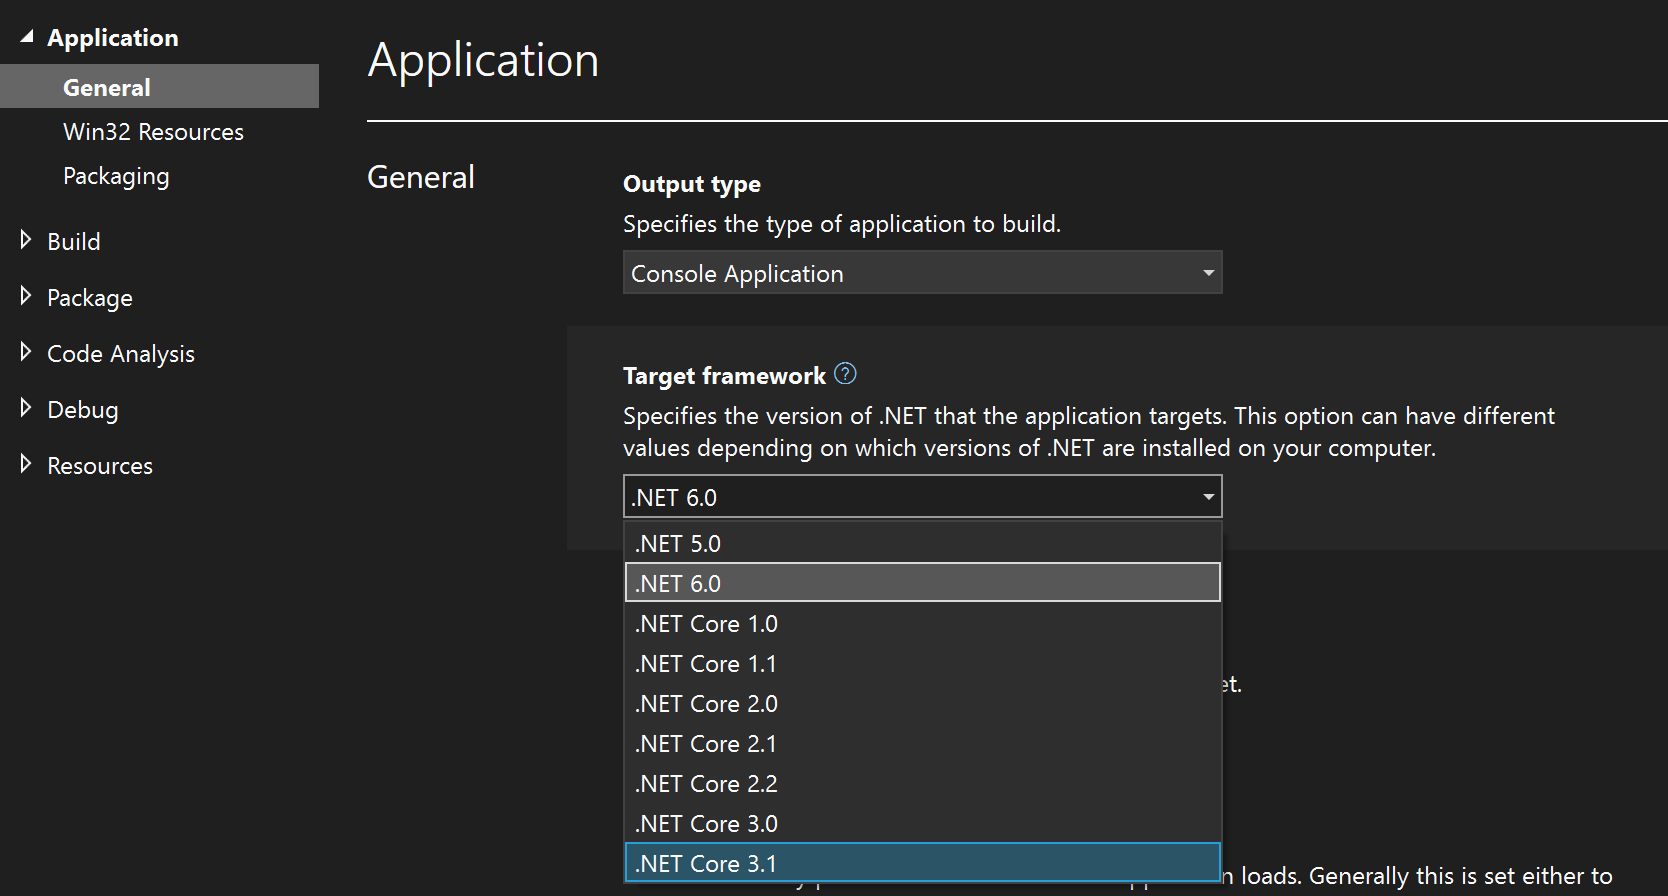 Application
General
Win32 Resources
Packaging
Build
Package
Code Analysis
Debug
Resources
Application
General
Output type
Specifies the type of application to build.
Console Application
Target framework ?
Specifies the version of .NET that the application targets. This option can have different
values depending on which versions of .NET are installed on your computer.
.NET 6.0
.NET 5.0
.NET 6.0
.NET Core 1.0
.NET Core 1.1
.NET Core 2.0
.NET Core 2.1
.NET Core 2.2
.NET Core 3.0
.NET Core 3.1
loads. Generally this is set either to